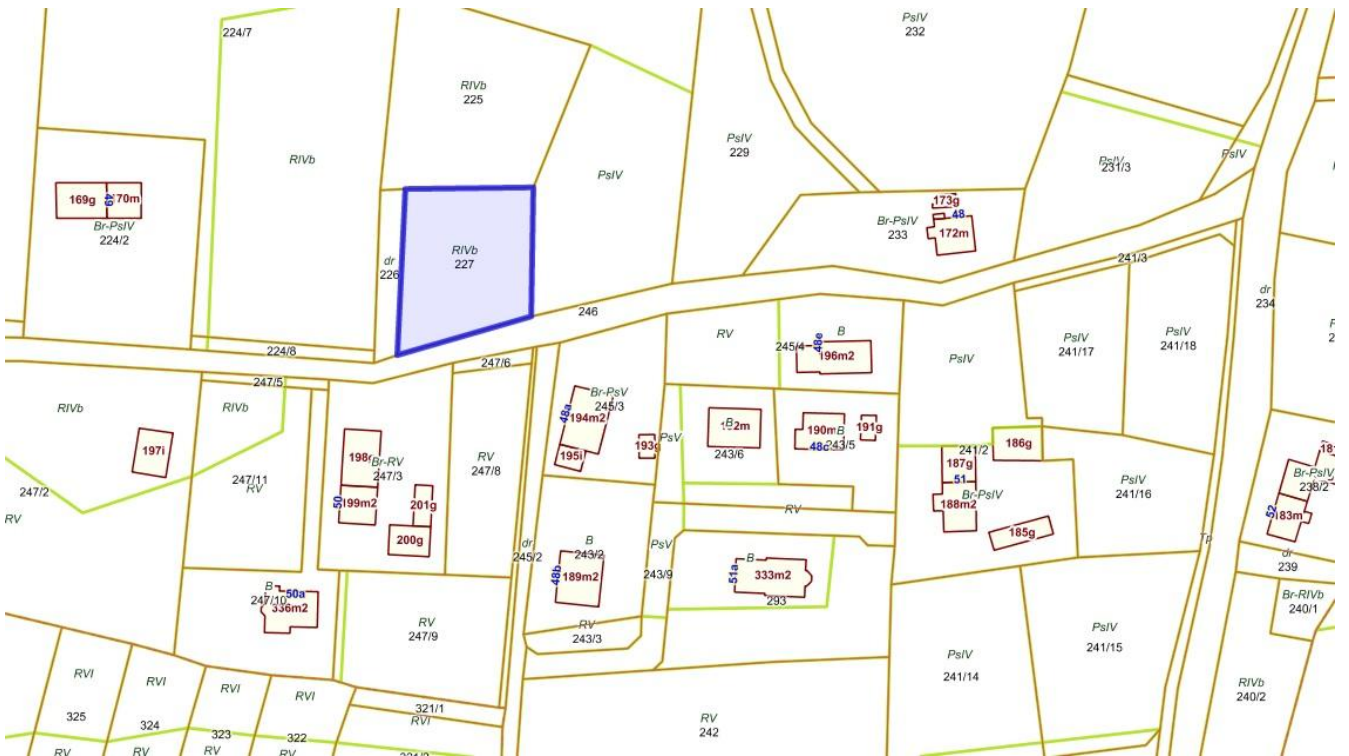 PsIV
232
224/7
RIVb
225
PsIV
229
RIVb
PsIV
231/3
PsIV
PsIV
169g
49
70m
Br-PsIV
224/2
173g
48
Br-PsIV
233
172m
RIVb
227
dr
226
241/3
dr
234
246
RV
B
245/4
48e
196m2
PsIV
PsIV
241/17
PsIV
241/18
224/8
247/6
247/5
RIVb
RIVb
Br-PsV
245/3
48a
194m2
195i
193g
PsV
B
243/6
190m
B
48c
243/5
191g
197i
198g
Br-RV
247/3
50
199m2
201g
200g
RV
247/8
241/2
186g
187g
51
Br-PsIV
188m2
185g
PsIV
241/16
Br-PsIV
238/2
52
183m
247/2
RV
247/11
RV
RV
dr
245/2
B
243/2
48b
189m2
PsV
243/9
B
51a
333m2
293
Tp
dr
239
B
247/10
50a
336m2
RV
247/9
RV
243/3
Br-RIVb
240/1
PsIV
241/15
PsIV
241/14
RVI
325
RVI
324
RVI
323
RVI
322
321/1
RVI
RV
242
RIVb
240/2
RV
RV
RV
RV